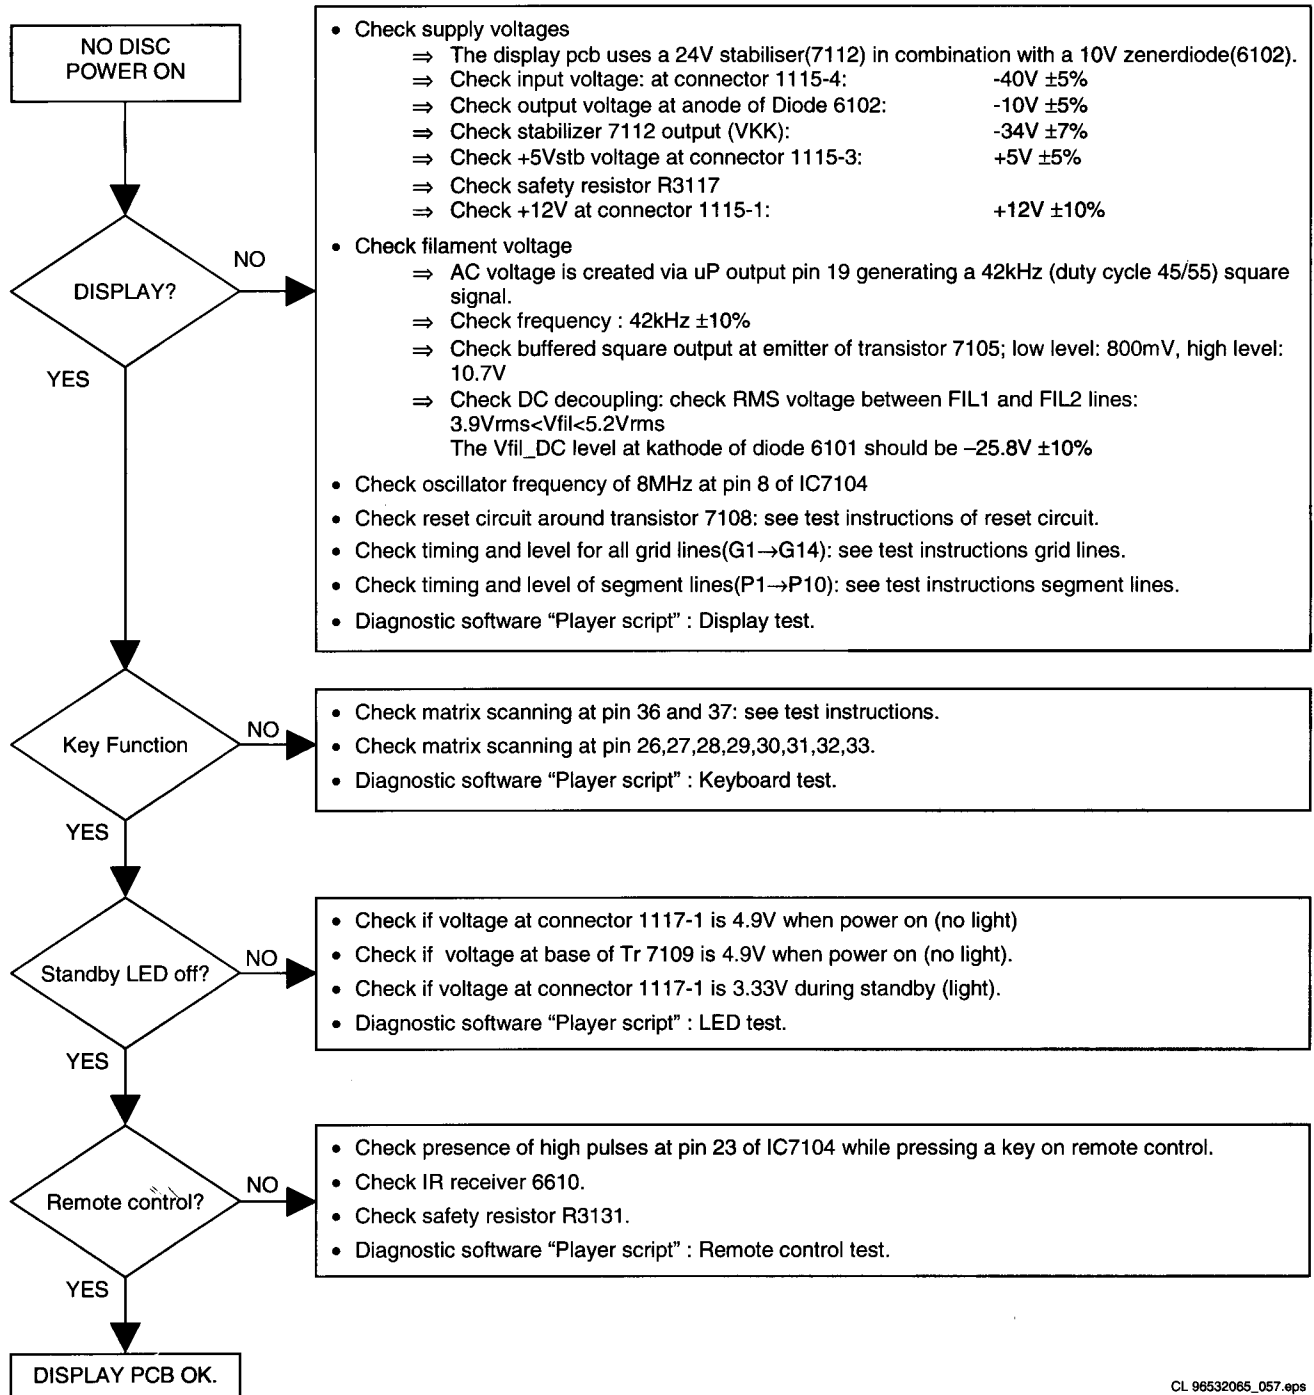 NO DISC
POWER ON
• Check supply voltages
⇒ The display pcb uses a 24V stabiliser(7112) in combination with a 10V zenerdiode(6102).
⇒ Check input voltage: at connector 1115-4: -40V ±5%
⇒ Check output voltage at anode of Diode 6102: -10V ±5%
⇒ Check stabilizer 7112 output (VKK): -34V ±7%
⇒ Check +5Vstb voltage at connector 1115-3: +5V ±5%
⇒ Check safety resistor R3117
⇒ Check +12V at connector 1115-1: +12V ±10%
DISPLAY?
NO
YES
• Check filament voltage
⇒ AC voltage is created via uP output pin 19 generating a 42kHz (duty cycle 45/55) square
signal.
⇒ Check frequency : 42kHz ±10%
⇒ Check buffered square output at emitter of transistor 7105; low level: 800mV, high level:
10.7V
⇒ Check DC decoupling: check RMS voltage between FIL1 and FIL2 lines:
3.9Vrms<Vfil<5.2Vrms
The Vfil_DC level at kathode of diode 6101 should be –25.8V ±10%
• Check oscillator frequency of 8MHz at pin 8 of IC7104
• Check reset circuit around transistor 7108: see test instructions of reset circuit.
• Check timing and level for all grid lines(G1→G14): see test instructions grid lines.
• Check timing and level of segment lines(P1→P10): see test instructions segment lines.
• Diagnostic software “Player script” : Display test.
Key Function
NO
YES
• Check matrix scanning at pin 36 and 37: see test instructions.
• Check matrix scanning at pin 26,27,28,29,30,31,32,33.
• Diagnostic software “Player script” : Keyboard test.
Standby LED off?
NO
YES
• Check if voltage at connector 1117-1 is 4.9V when power on (no light)
• Check if voltage at base of Tr 7109 is 4.9V when power on (no light).
• Check if voltage at connector 1117-1 is 3.33V during standby (light).
• Diagnostic software “Player script” : LED test.
Remote control?
NO
YES
• Check presence of high pulses at pin 23 of IC7104 while pressing a key on remote control.
• Check IR receiver 6610.
• Check safety resistor R3131.
• Diagnostic software “Player script” : Remote control test.
DISPLAY PCB OK.
CL 96532065_057.eps